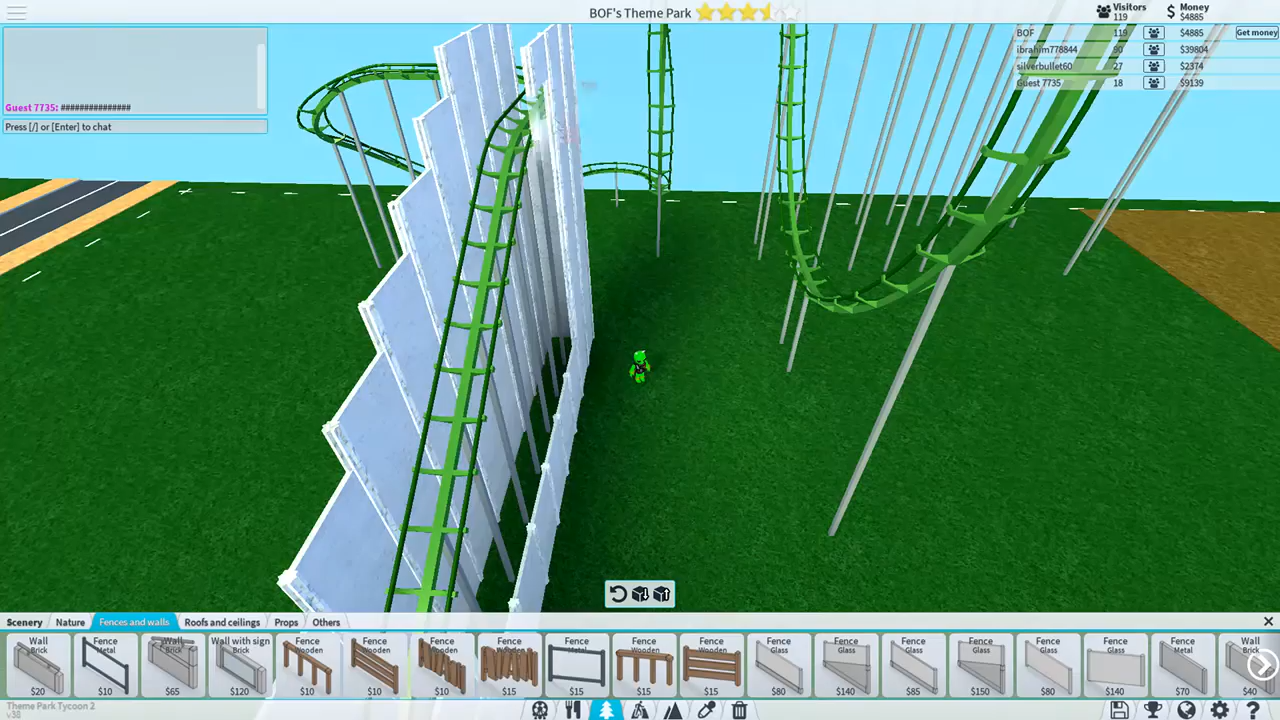 BOF's Theme Park
Visitors
119
$ Money
$4885
BOF 119 $4885 Get money
ibrahim778844 90 $39804
silverbullet60 27 $2374
Guest 7735 18 $9139
Guest 7735: ###############
Press [/] or [Enter] to chat
Scenery Nature Fences and walls Roofs and ceilings Props Others
Wall Brick $20
Fence Metal $10
Wall Brick $65
Wall with sign Brick $120
Fence Wooden $10
Fence Wooden $10
Fence Wooden $10
Fence Wooden $15
Fence Metal $15
Fence Wooden $15
Fence Wooden $15
Fence Glass $80
Fence Glass $140
Fence Glass $85
Fence Glass $150
Fence Glass $80
Fence Glass $140
Fence Metal $70
Wall Brick $40
Theme Park Tycoon 2
v38